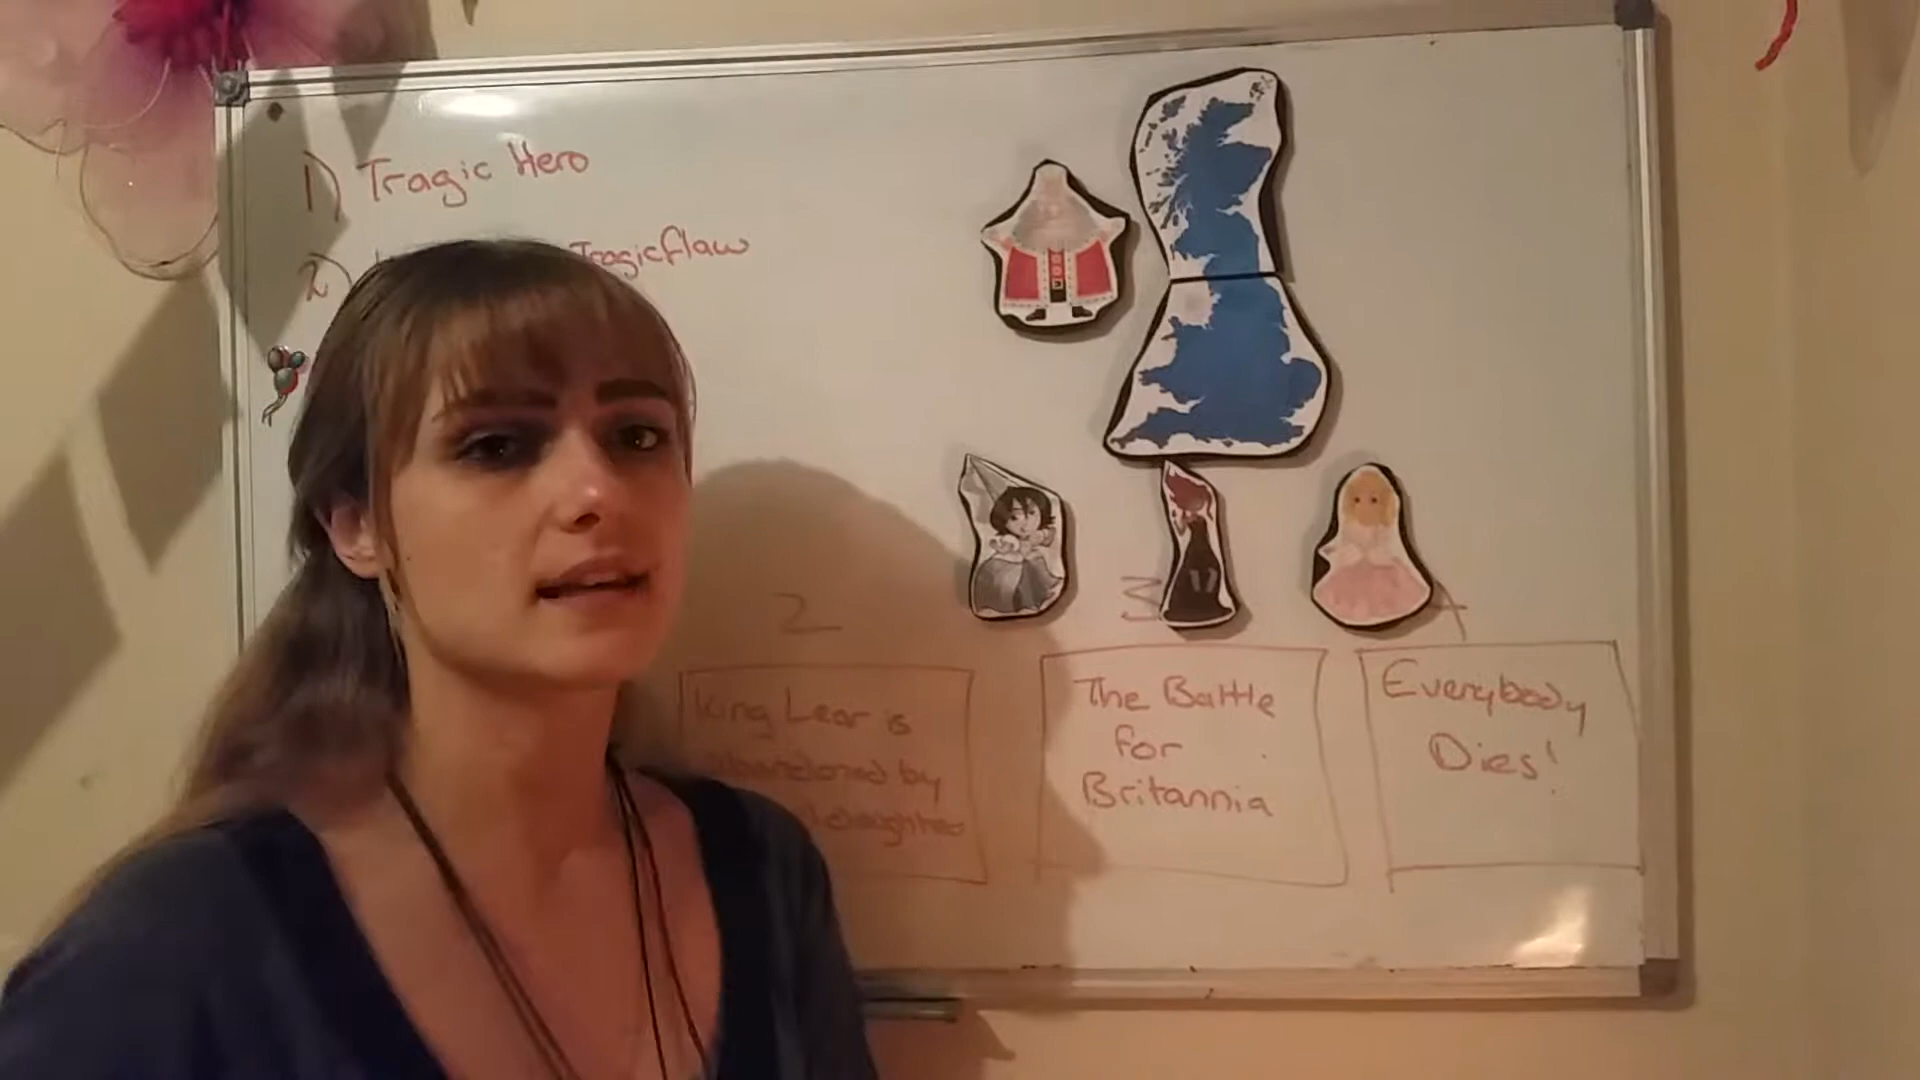 1) Tragic Hero
2) Tragic flaw
2
3
King Lear is
abandoned by
daughters
The Battle
for
Britannia
Everybody
Dies!